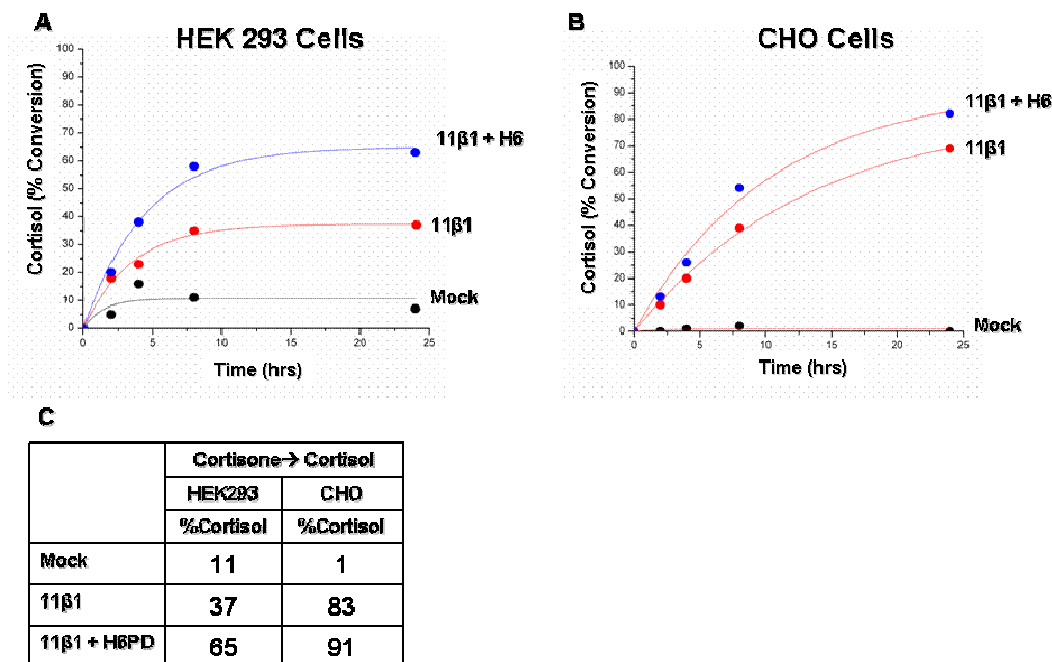 A
HEK 293 Cells
100
90
80
70
60
50
40
30
20
10
0
Cortisol (% Conversion)
11β1 + H6
11β1
Mock
0 5 10 15 20 25
Time (hrs)
B
CHO Cells
100
90
80
70
60
50
40
30
20
10
0
Cortisol (% Conversion)
11β1 + H6
11β1
Mock
0 5 10 15 20 25
Time (hrs)
C
Cortisone→ Cortisol
HEK293 CHO
%Cortisol %Cortisol
Mock 11 1
11β1 37 83
11β1 + H6PD 65 91